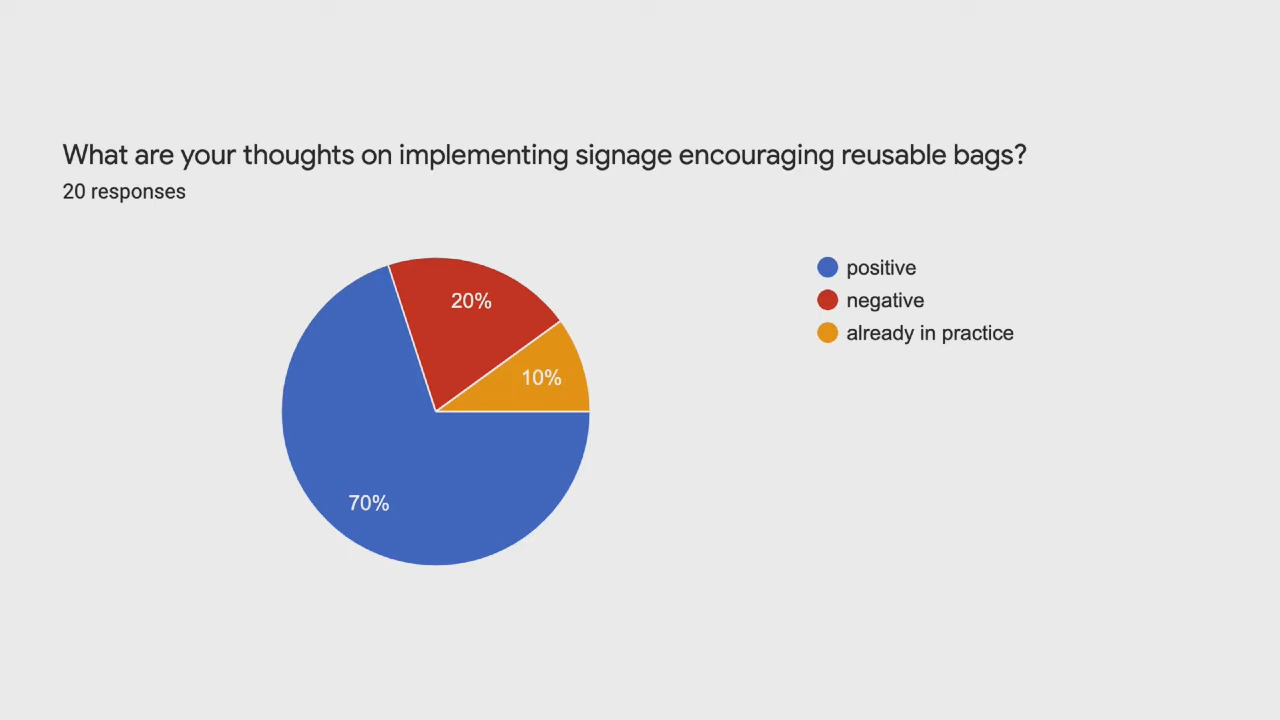 What are your thoughts on implementing signage encouraging reusable bags?
20 responses
positive
negative
already in practice
20%
10%
70%